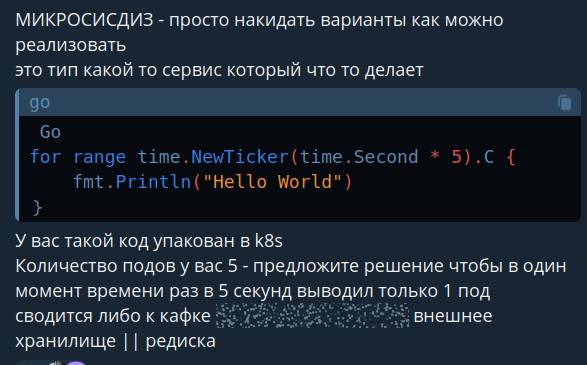 МИКРОСИСДИЗ - просто накидать варианты как можно
реализовать
это тип какой то сервис который что то делает
go
Go
for range time.NewTicker(time.Second * 5).C {
    fmt.Println("Hello World")
}
У вас такой код упакован в k8s
Количество подов у вас 5 - предложите решение чтобы в один
момент времени раз в 5 секунд выводил только 1 под
сводится либо к кафке внешнее
хранилище || редиска